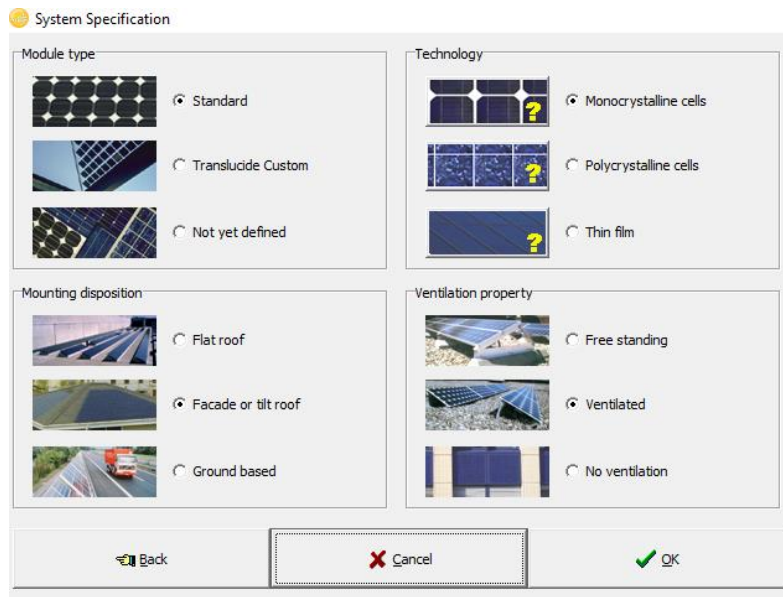 System Specification
Module type
Standard
Translucide Custom
Not yet defined
Technology
?
Monocrystalline cells
?
Polycrystalline cells
?
Thin film
Mounting disposition
Flat roof
Facade or tilt roof
Ground based
Ventilation property
Free standing
Ventilated
No ventilation
Back
Cancel
OK